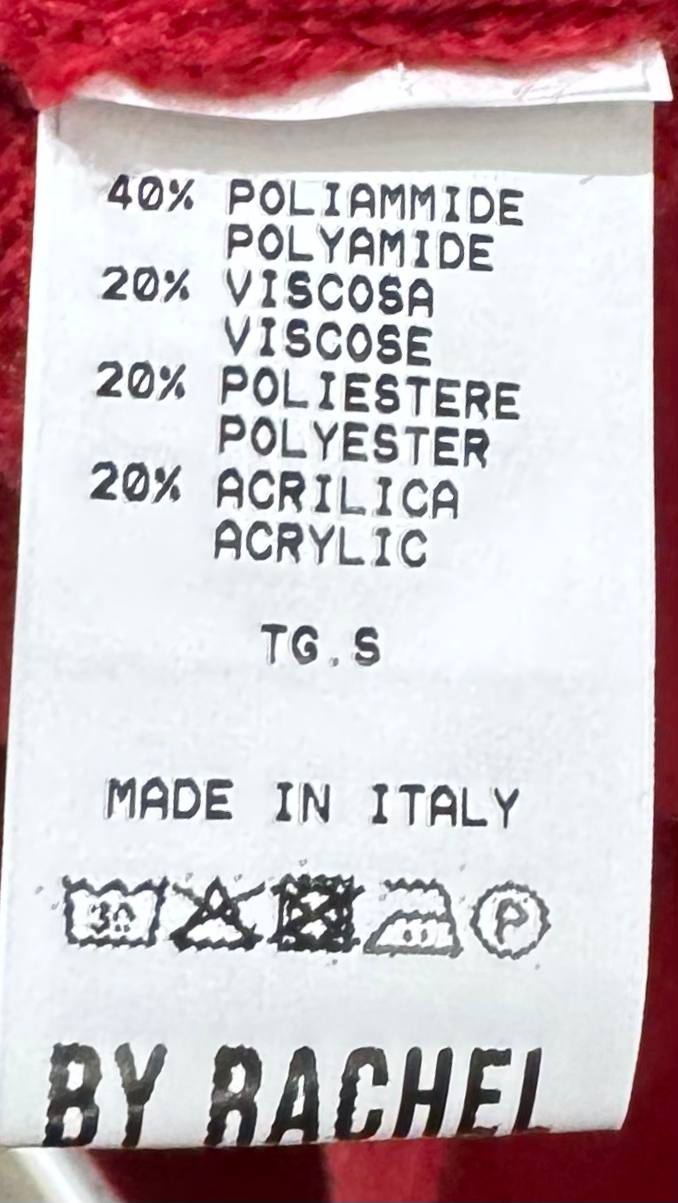 40% POLIAMMIDE
POLYAMIDE
20% VISCOSA
VISCOSE
20% POLIESTERE
POLYESTER
20% ACRILICA
ACRYLIC
TG.S
MADE IN ITALY
30 P
BY RACHEL